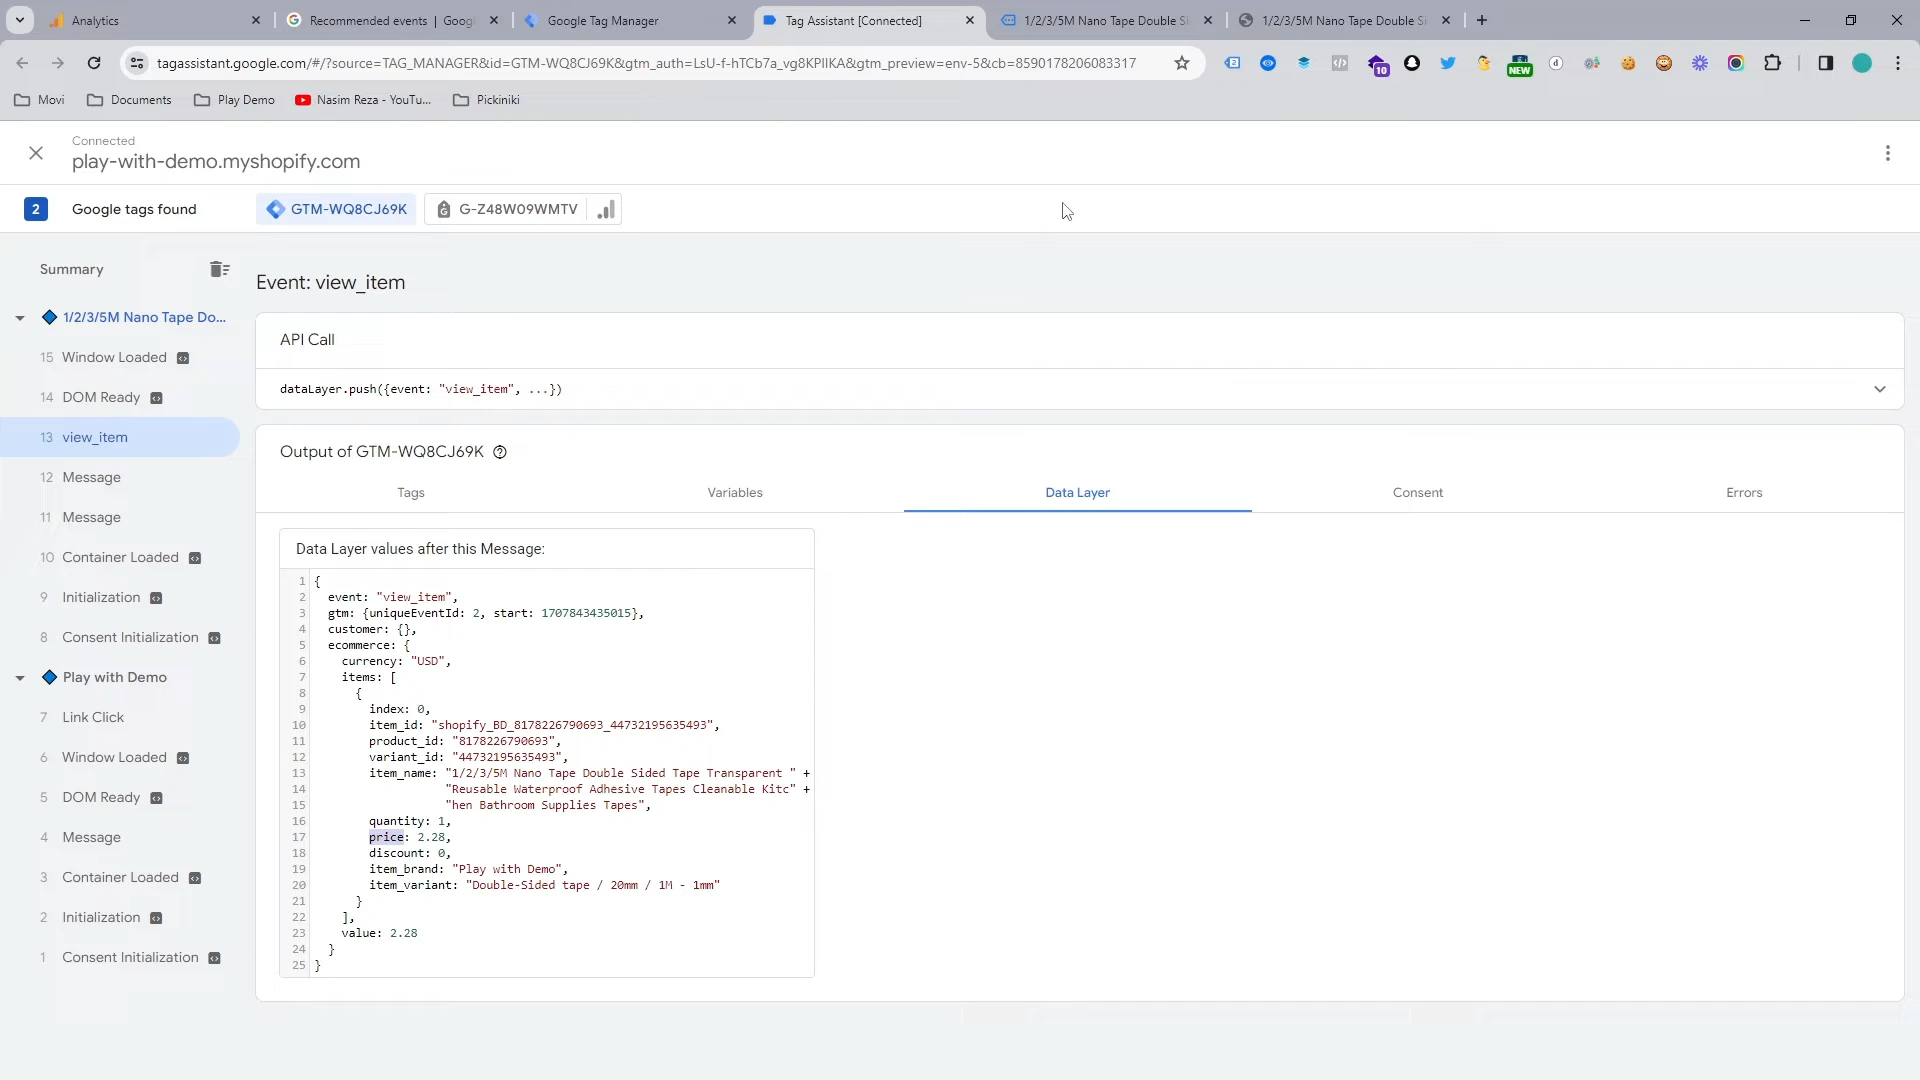 Analytics
Recommended events | Goog
Google Tag Manager
Tag Assistant [Connected]
1/2/3/5M Nano Tape Double Si
1/2/3/5M Nano Tape Double Si
tagassistant.google.com/#/?source=TAG_MANAGER&id=GTM-WQ8CJ69K&gtm_auth=LsU-f-hTCb7a_vg8KPIIKA&gtm_preview=env-5&cb=8590178206083317
10
NEW
Movi
Documents
Play Demo
Nasim Reza - YouTu...
Pickiniki
Connected
play-with-demo.myshopify.com
2
Google tags found
GTM-WQ8CJ69K
G-Z48W09WMTV
Summary
1/2/3/5M Nano Tape Do...
15 Window Loaded
14 DOM Ready
13 view_item
12 Message
11 Message
10 Container Loaded
9 Initialization
8 Consent Initialization
Play with Demo
7 Link Click
6 Window Loaded
5 DOM Ready
4 Message
3 Container Loaded
2 Initialization
1 Consent Initialization
Event: view_item
API Call
dataLayer.push({event: "view_item", ...})
Output of GTM-WQ8CJ69K
Tags
Variables
Data Layer
Consent
Errors
Data Layer values after this Message:
1 {
2 event: "view_item",
3 gtm: {uniqueEventId: 2, start: 1707843435015},
4 customer: {},
5 ecommerce: {
6 currency: "USD",
7 items: [
8 {
9 index: 0,
10 item_id: "shopify_BD_8178226790693_44732195635493",
11 product_id: "8178226790693",
12 variant_id: "44732195635493",
13 item_name: "1/2/3/5M Nano Tape Double Sided Tape Transparent " +
14 "Reusable Waterproof Adhesive Tapes Cleanable Kitc" +
15 "hen Bathroom Supplies Tapes",
16 quantity: 1,
17 price: 2.28,
18 discount: 0,
19 item_brand: "Play with Demo",
20 item_variant: "Double-Sided tape / 20mm / 1M - 1mm"
21 }
22 ],
23 value: 2.28
24 }
25 }